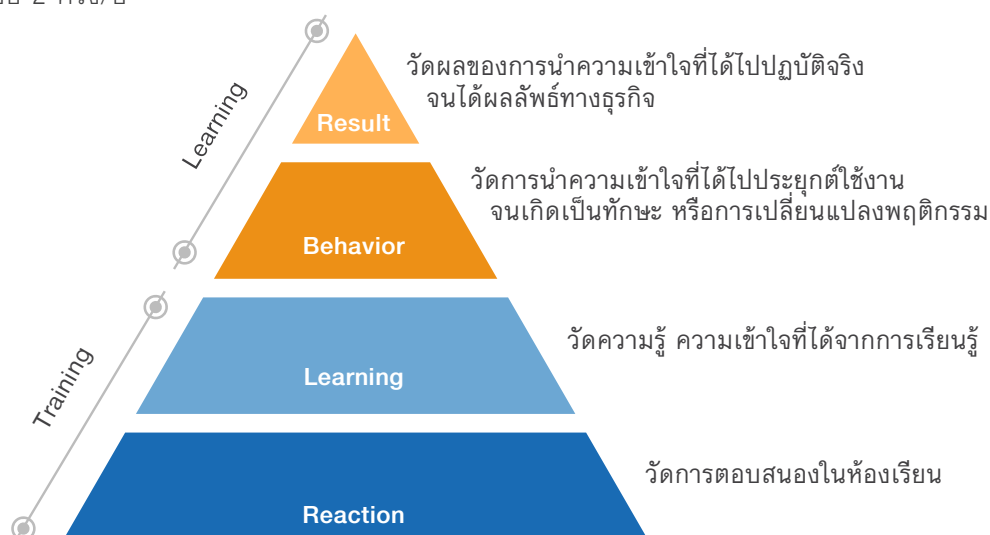 วัดผลของการนำความเข้าใจที่ได้ไปปฏบัติจริง
จนได้ผลลัพธ์ทางธุรกิจ
Learning
Result
วัดการนำความเข้าใจที่ได้ไปประยุกต์ใช้งาน
จนเกิดเป็นทักษะ หรือการเปลี่ยนแปลงพฤติกรรม
Behavior
วัดความรู้ ความเข้าใจที่ได้จากการเรียนรู้
Training
Learning
วัดการตอบสนองในห้องเรียน
Reaction